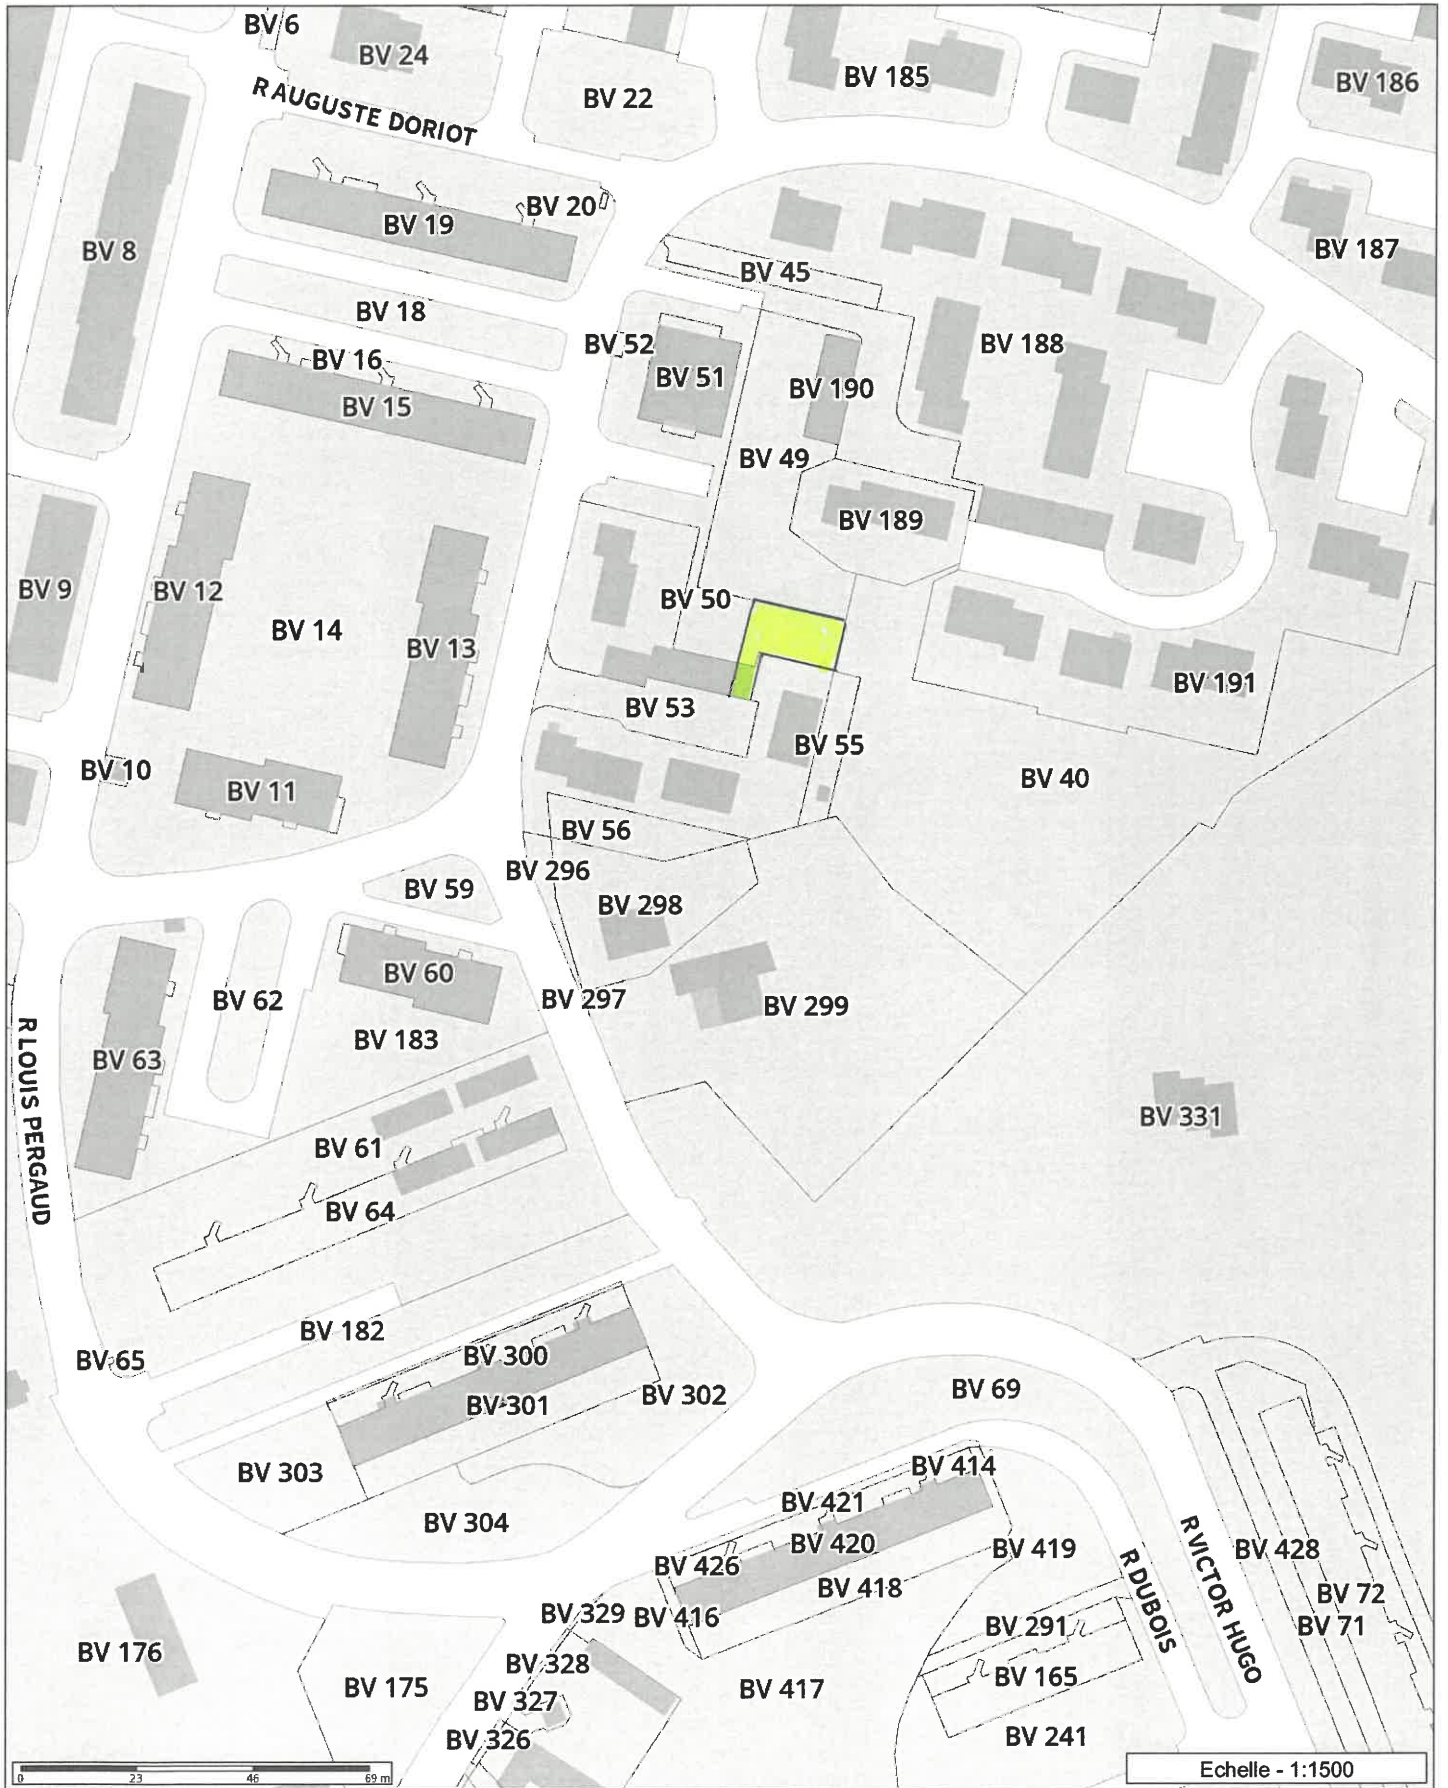 BV 6
BV 24
BV 22
BV 185
BV 186
R AUGUSTE DORIOT
BV 20
BV 19
BV 8
BV 187
BV 45
BV 18
BV 52
BV 188
BV 16
BV 51
BV 190
BV 15
BV 49
BV 189
BV 9
BV 12
BV 50
BV 14
BV 13
BV 191
BV 53
BV 55
BV 10
BV 11
BV 40
BV 56
BV 296
BV 59
BV 298
BV 60
BV 62
BV 297
BV 299
BV 183
BV 63
R LOUIS PERGAUD
BV 331
BV 61
BV 64
BV 182
BV 65
BV 300
BV 301
BV 302
BV 69
BV 303
BV 414
BV 421
BV 304
BV 420
BV 419
BV 428
BV 426
BV 418
BV 72
R DUBOIS
R VICTOR HUGO
BV 329
BV 416
BV 291
BV 71
BV 176
BV 328
BV 165
BV 175
BV 417
BV 327
BV 326
BV 241
0 23 46 69 m
Echelle - 1:1500